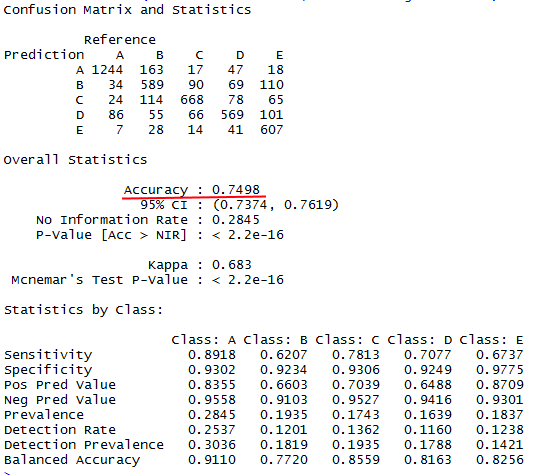 Confusion Matrix and Statistics
Reference
Prediction A B C D E
A 1244 163 17 47 18
B 34 589 90 69 110
C 24 114 668 78 65
D 86 55 66 569 101
E 7 28 14 41 607
Overall Statistics
Accuracy : 0.7498
95% CI : (0.7374, 0.7619)
No Information Rate : 0.2845
P-Value [Acc > NIR] : < 2.2e-16
Kappa : 0.683
Mcnemar's Test P-Value : < 2.2e-16
Statistics by Class:
Class: A Class: B Class: C Class: D Class: E
Sensitivity 0.8918 0.6207 0.7813 0.7077 0.6737
Specificity 0.9302 0.9234 0.9306 0.9249 0.9775
Pos Pred Value 0.8355 0.6603 0.7039 0.6488 0.8709
Neg Pred Value 0.9558 0.9103 0.9527 0.9416 0.9301
Prevalence 0.2845 0.1935 0.1743 0.1639 0.1837
Detection Rate 0.2537 0.1201 0.1362 0.1160 0.1238
Detection Prevalence 0.3036 0.1819 0.1935 0.1788 0.1421
Balanced Accuracy 0.9110 0.7720 0.8559 0.8163 0.8256